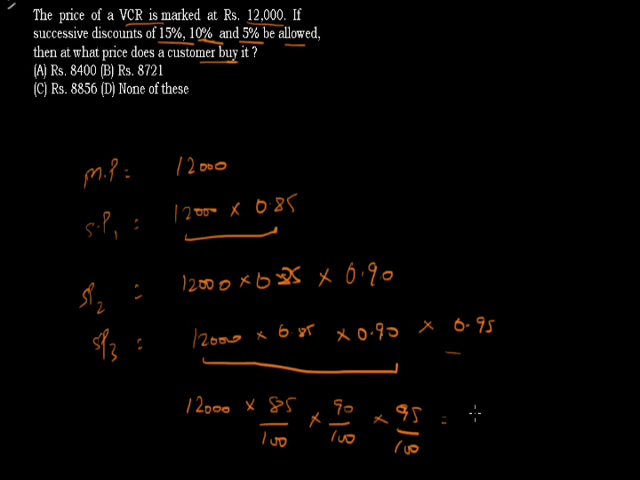 The price of a VCR is marked at Rs. 12,000. If
successive discounts of 15%, 10% and 5% be allowed,
then at what price does a customer buy it ?
(A) Rs. 8400 (B) Rs. 8721
(C) Rs. 8856 (D) None of these
M.P = 12000
S.P₁ = 12000 × 0.85
SP₂ = 12000 × 0.85 × 0.90
SP₃ = 12000 × 0.85 × 0.90 × 0.95
12000 × 85/100 × 90/100 × 95/100 =